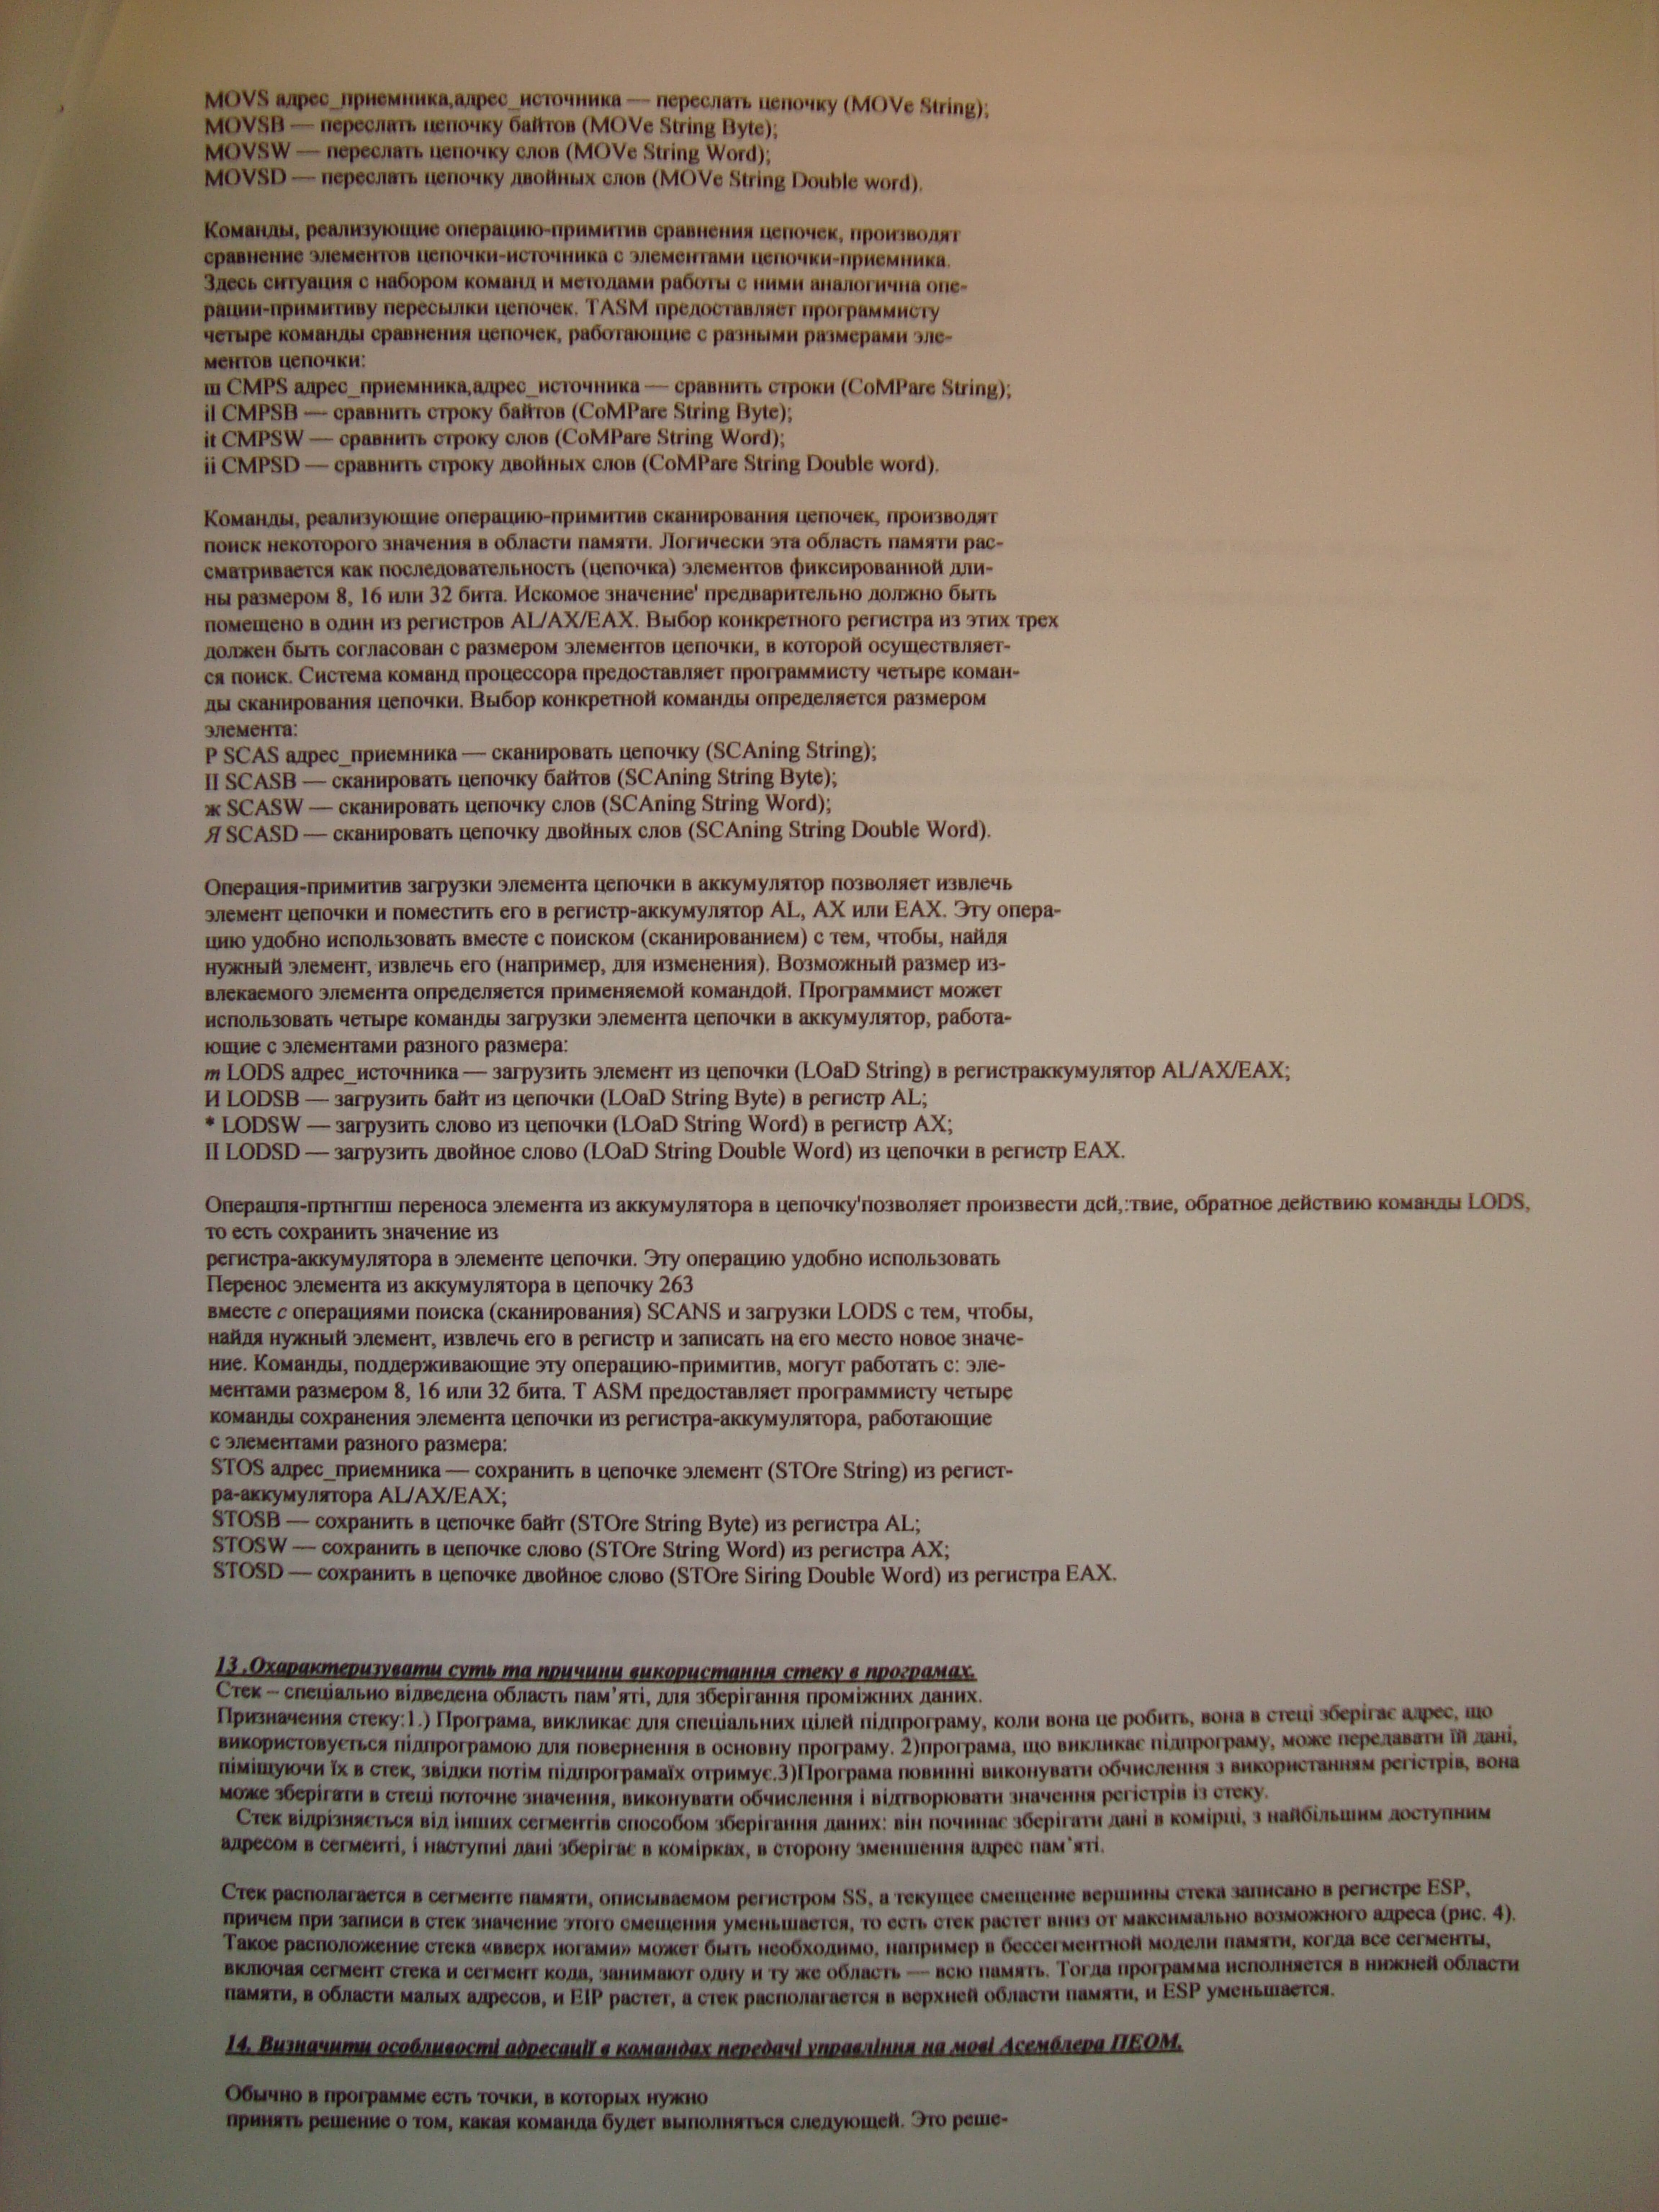 MOVS адрес_приемника,адрес_источника — переслать цепочку (MOVe String);
MOVSB — переслать цепочку байтов (MOVe String Byte);
MOVSW — переслать цепочку слов (MOVe String Word);
MOVSD — переслать цепочку двойных слов (MOVe String Double word).
Команды, реализующие операцию-примитив сравнения цепочек, производят
сравнение элементов цепочки-источника с элементами цепочки-приемника.
Здесь ситуация с набором команд и методами работы с ними аналогична опе-
рации-примитиву пересылки цепочек. TASM предоставляет программисту
четыре команды сравнения цепочек, работающие с разными размерами эле-
ментов цепочки:
ш CMPS адрес_приемника,адрес_источника — сравнить строки (CoMPare String);
il CMPSB — сравнить строку байтов (CoMPare String Byte);
it CMPSW — сравнить строку слов (CoMPare String Word);
ii CMPSD — сравнить строку двойных слов (CoMPare String Double word).
Команды, реализующие операцию-примитив сканирования цепочек, производят
поиск некоторого значения в области памяти. Логически эта область памяти рас-
сматривается как последовательность (цепочка) элементов фиксированной дли-
ны размером 8, 16 или 32 бита. Искомое значение' предварительно должно быть
помещено в один из регистров AL/AX/EAX. Выбор конкретного регистра из этих трех
должен быть согласован с размером элементов цепочки, в которой осуществляет-
ся поиск. Система команд процессора предоставляет программисту четыре коман-
ды сканирования цепочки. Выбор конкретной команды определяется размером
элемента:
Р SCAS адрес_приемника — сканировать цепочку (SCAning String);
II SCASB — сканировать цепочку байтов (SCAning String Byte);
ж SCASW — сканировать цепочку слов (SCAning String Word);
Я SCASD — сканировать цепочку двойных слов (SCAning String Double Word).
Операция-примитив загрузки элемента цепочки в аккумулятор позволяет извлечь
элемент цепочки и поместить его в регистр-аккумулятор AL, AX или EAX. Эту опера-
цию удобно использовать вместе с поиском (сканированием) с тем, чтобы, найдя
нужный элемент, извлечь его (например, для изменения). Возможный размер из-
влекаемого элемента определяется применяемой командой. Программист может
использовать четыре команды загрузки элемента цепочки в аккумулятор, работа-
ющие с элементами разного размера:
т LODS адрес_источника — загрузить элемент из цепочки (LOaD String) в регистраккумулятор AL/AX/EAX;
И LODSB — загрузить байт из цепочки (LOaD String Byte) в регистр AL;
* LODSW — загрузить слово из цепочки (LOaD String Word) в регистр AX;
II LODSD — загрузить двойное слово (LOaD String Double Word) из цепочки в регистр EAX.
Операцпя-пртнгпш переноса элемента из аккумулятора в цепочку'позволяет произвести дсй,:твие, обратное действию команды LODS,
то есть сохранить значение из
регистра-аккумулятора в элементе цепочки. Эту операцию удобно использовать
Перенос элемента из аккумулятора в цепочку 263
вместе с операциями поиска (сканирования) SCANS и загрузки LODS с тем, чтобы,
найдя нужный элемент, извлечь его в регистр и записать на его место новое значе-
ние. Команды, поддерживающие эту операцию-примитив, могут работать с: эле-
ментами размером 8, 16 или 32 бита. Т ASM предоставляет программисту четыре
команды сохранения элемента цепочки из регистра-аккумулятора, работающие
с элементами разного размера:
STOS адрес_приемника — сохранить в цепочке элемент (STOre String) из регист-
ра-аккумулятора AL/AX/EAX;
STOSB — сохранить в цепочке байт (STOre String Byte) из регистра AL;
STOSW — сохранить в цепочке слово (STOre String Word) из регистра AX;
STOSD — сохранить в цепочке двойное слово (STOre Siring Double Word) из регистра EAX.
13 .Охарактеризувати суть та причини використання стеку в програмах.
Стек – спеціально відведена область пам'яті, для зберігання проміжних даних.
Призначення стеку:1.) Програма, викликає для спеціальних цілей підпрограму, коли вона це робить, вона в стеці зберігає адрес, що
використовується підпрограмою для повернення в основну програму. 2)програма, що викликає підпрограму, може передавати їй дані,
піміщуючи їх в стек, звідки потім підпрограмаїх отримує.3)Програма повинні виконувати обчислення з використанням регістрів, вона
може зберігати в стеці поточне значення, виконувати обчислення і відтворювати значення регістрів із стеку.
Стек відрізняється від інших сегментів способом зберігання даних: він починає зберігати дані в комірці, з найбільшим доступним
адресом в сегменті, і наступні дані зберігає в комірках, в сторону зменшення адрес пам'яті.
Стек располагается в сегменте памяти, описываемом регистром SS, а текущее смещение вершины стека записано в регистре ESP,
причем при записи в стек значение этого смещения уменьшается, то есть стек растет вниз от максимально возможного адреса (рис. 4).
Такое расположение стека «вверх ногами» может быть необходимо, например в бессегментной модели памяти, когда все сегменты,
включая сегмент стека и сегмент кода, занимают одну и ту же область — всю память. Тогда программа исполняется в нижней области
памяти, в области малых адресов, и EIP растет, а стек располагается в верхней области памяти, и ESP уменьшается.
14. Визначити особливості адресації в командах передачі управління на мові Асемблера ПЕОМ.
Обычно в программе есть точки, в которых нужно
принять решение о том, какая команда будет выполняться следующей. Это реше-